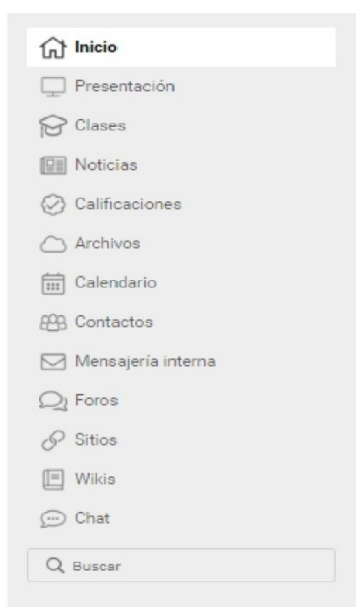 Inicio
Presentación
Clases
Noticias
Calificaciones
Archivos
Calendario
Contactos
Mensajería interna
Foros
Sitios
Wikis
Chat
Buscar